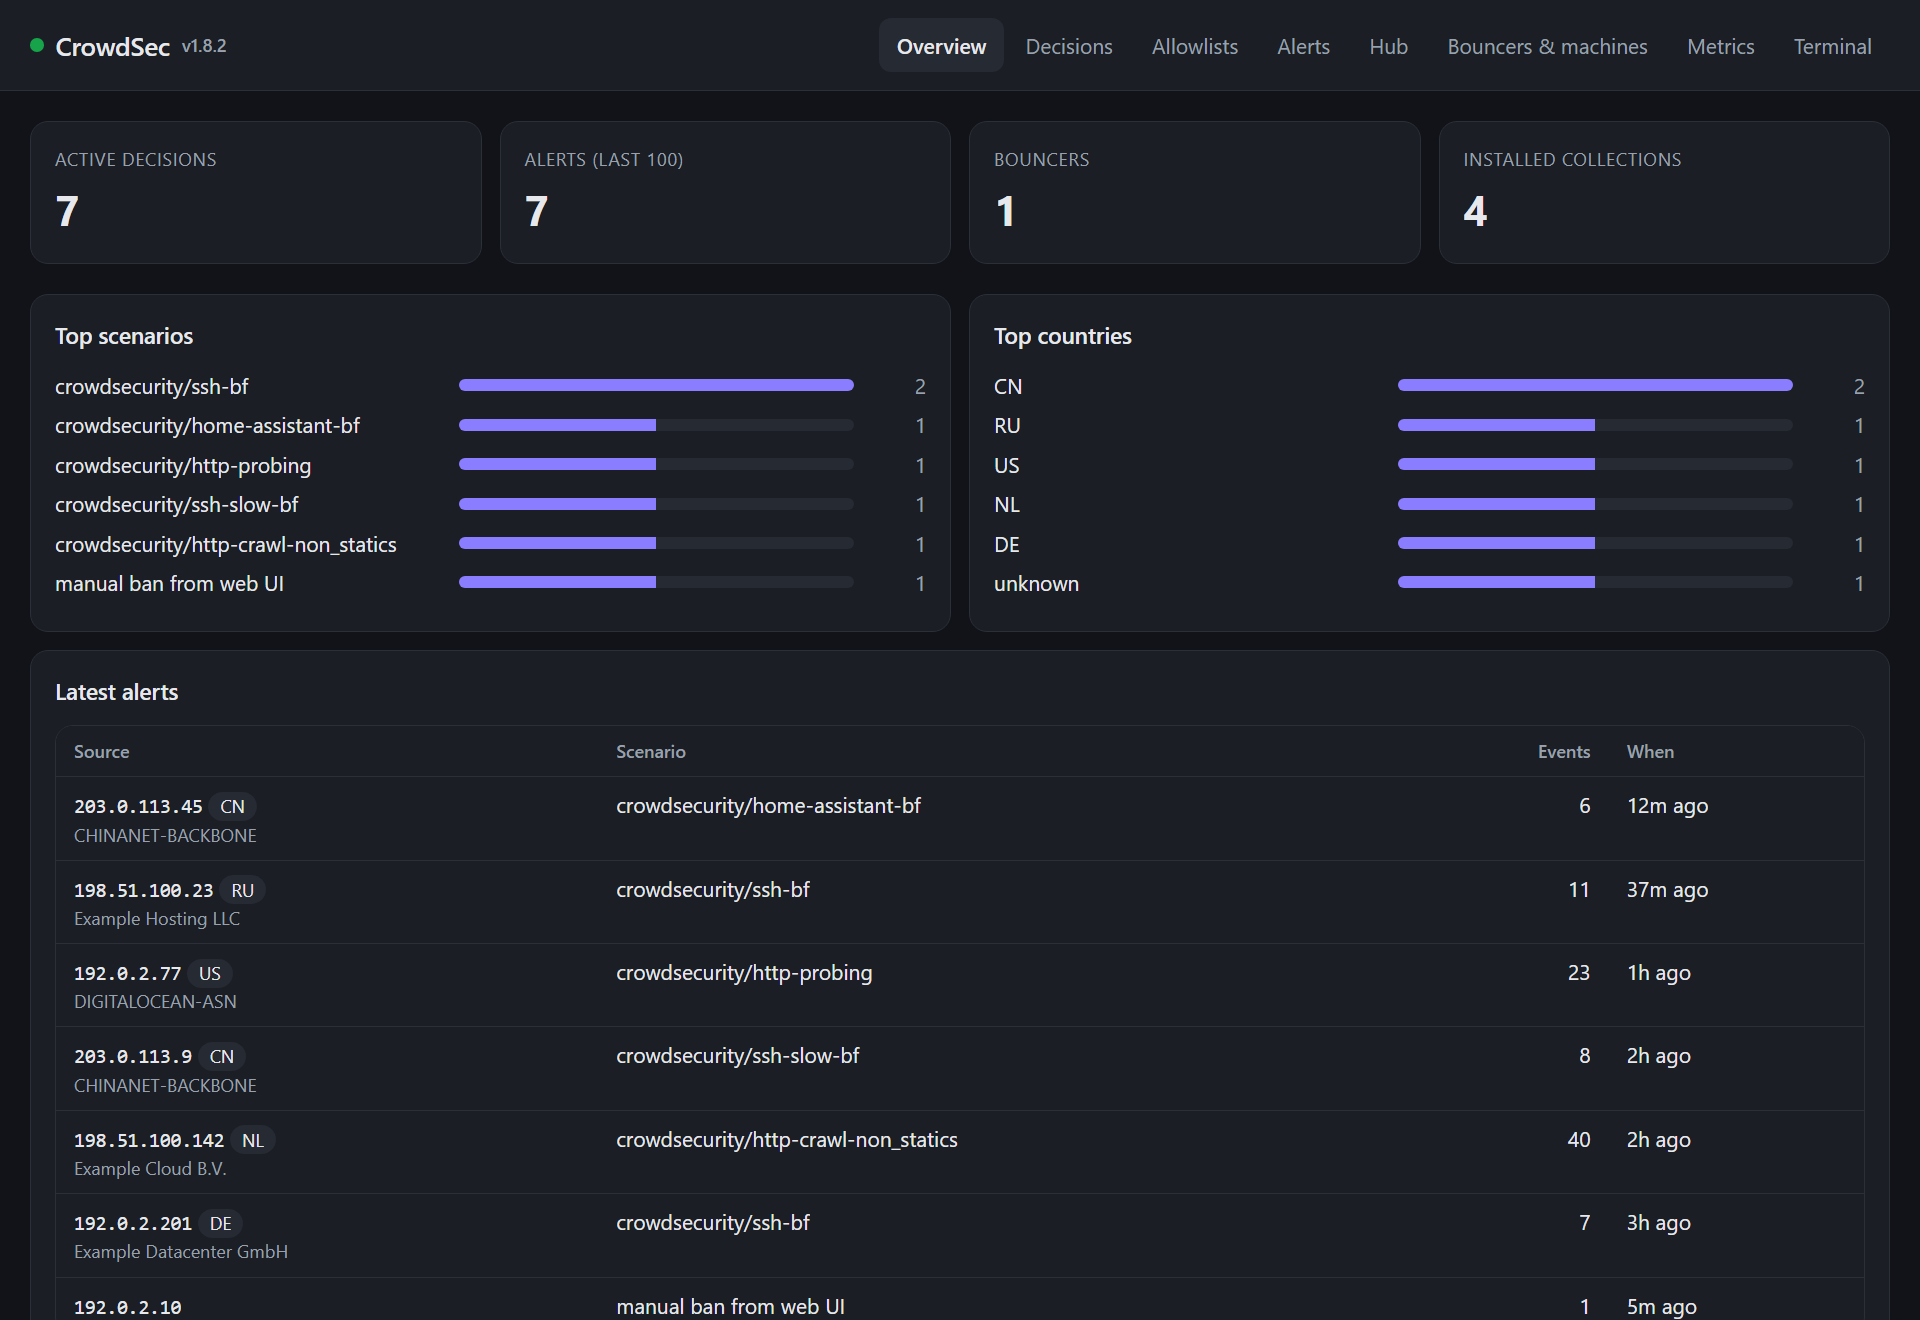 CrowdSec v1.8.2
Overview Decisions Allowlists Alerts Hub Bouncers & machines Metrics Terminal
ACTIVE DECISIONS
7
ALERTS (LAST 100)
7
BOUNCERS
1
INSTALLED COLLECTIONS
4
Top scenarios
crowdsecurity/ssh-bf 2
crowdsecurity/home-assistant-bf 1
crowdsecurity/http-probing 1
crowdsecurity/ssh-slow-bf 1
crowdsecurity/http-crawl-non_statics 1
manual ban from web UI 1
Top countries
CN 2
RU 1
US 1
NL 1
DE 1
unknown 1
Latest alerts
Source Scenario Events When
203.0.113.45 CN crowdsecurity/home-assistant-bf 6 12m ago
CHINANET-BACKBONE
198.51.100.23 RU crowdsecurity/ssh-bf 11 37m ago
Example Hosting LLC
192.0.2.77 US crowdsecurity/http-probing 23 1h ago
DIGITALOCEAN-ASN
203.0.113.9 CN crowdsecurity/ssh-slow-bf 8 2h ago
CHINANET-BACKBONE
198.51.100.142 NL crowdsecurity/http-crawl-non_statics 40 2h ago
Example Cloud B.V.
192.0.2.201 DE crowdsecurity/ssh-bf 7 3h ago
Example Datacenter GmbH
192.0.2.10 manual ban from web UI 1 5m ago